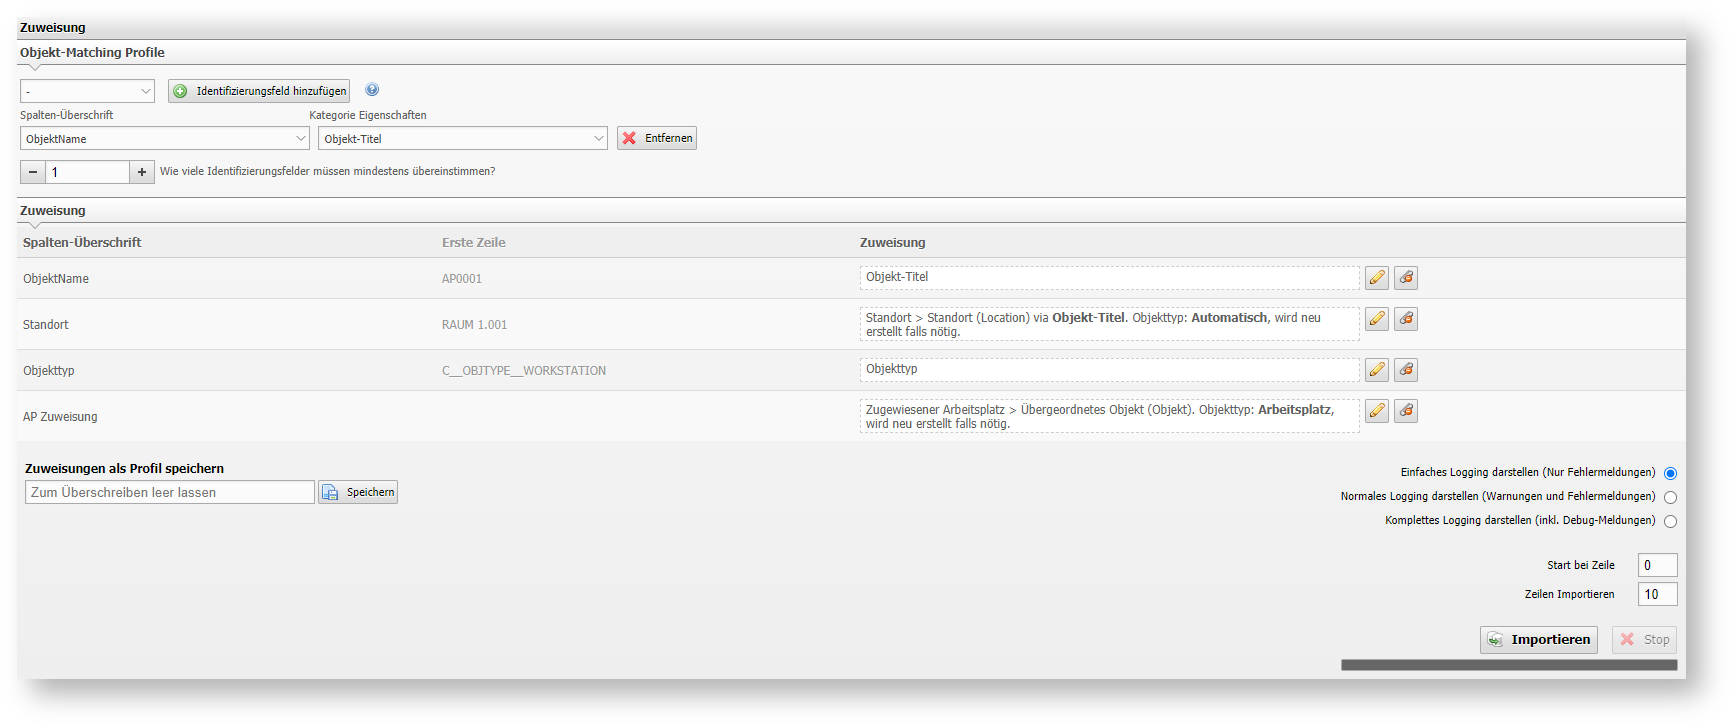 Zuweisung
Objekt-Matching Profile
-
Identifizierungsfeld hinzufügen
Spalten-Überschrift Kategorie Eigenschaften
ObjektName Objekt-Titel Entfernen
1 Wie viele Identifizierungsfelder müssen mindestens übereinstimmen?
Zuweisung
Spalten-Überschrift Erste Zeile Zuweisung
ObjektName AP0001 Objekt-Titel
Standort RAUM 1.001 Standort > Standort (Location) via Objekt-Titel. Objekttyp: Automatisch, wird neu
erstellt falls nötig.
Objekttyp C__OBJTYPE__WORKSTATION Objekttyp
AP Zuweisung Zugewiesener Arbeitsplatz > Übergeordnetes Objekt (Objekt). Objekttyp: Arbeitsplatz,
wird neu erstellt falls nötig.
Zuweisungen als Profil speichern
Zum Überschreiben leer lassen Speichern
Einfaches Logging darstellen (Nur Fehlermeldungen)
Normales Logging darstellen (Warnungen und Fehlermeldungen)
Komplettes Logging darstellen (inkl. Debug-Meldungen)
Start bei Zeile 0
Zeilen Importieren 10
Importieren Stop